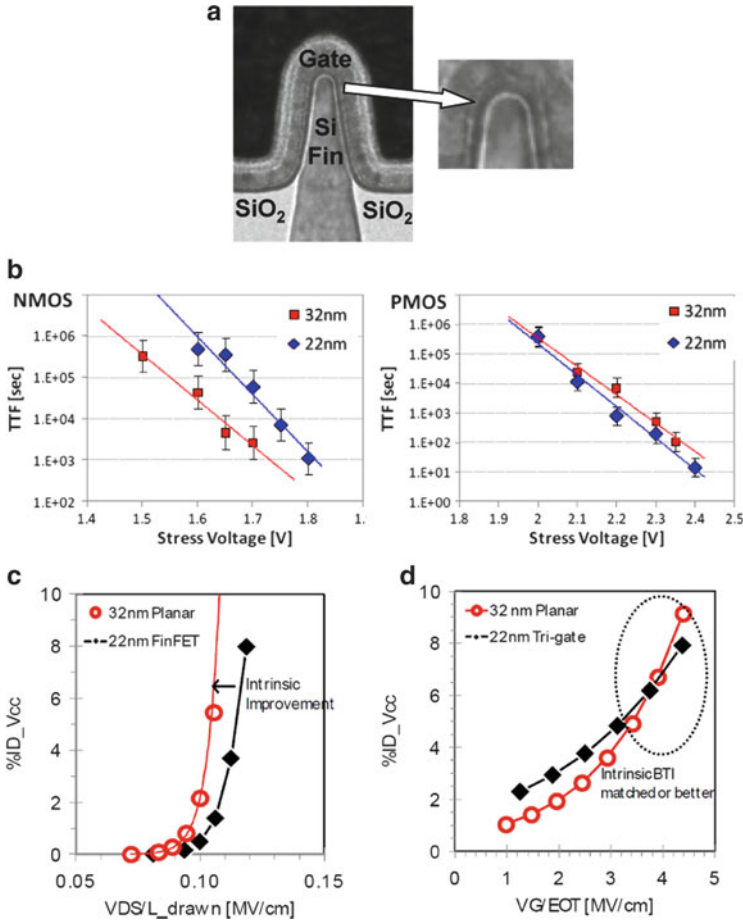 a
Gate
Si
Fin
SiO2
SiO2
b
NMOS
32nm
22nm
TTF [sec]
1.E+06
1.E+05
1.E+04
1.E+03
1.E+02
1.4
1.5
1.6
1.7
1.8
Stress Voltage [V]
PMOS
32nm
22nm
TTF [sec]
1.E+06
1.E+05
1.E+04
1.E+03
1.E+02
1.E+01
1.E+00
1.8
1.9
2
2.1
2.2
2.3
2.4
2.5
Stress Voltage [V]
c
32nm Planar
22nm FinFET
Intrinsic
Improvement
%ID_Vcc
10
8
6
4
2
0
0.05
0.10
0.15
VDS/L_drawn [MV/cm]
d
32 nm Planar
22nm Tri-gate
IntrinsicBTI
matched or better
%ID_Vcc
10
8
6
4
2
0
0
1
2
3
4
5
VG/EOT [MV/cm]